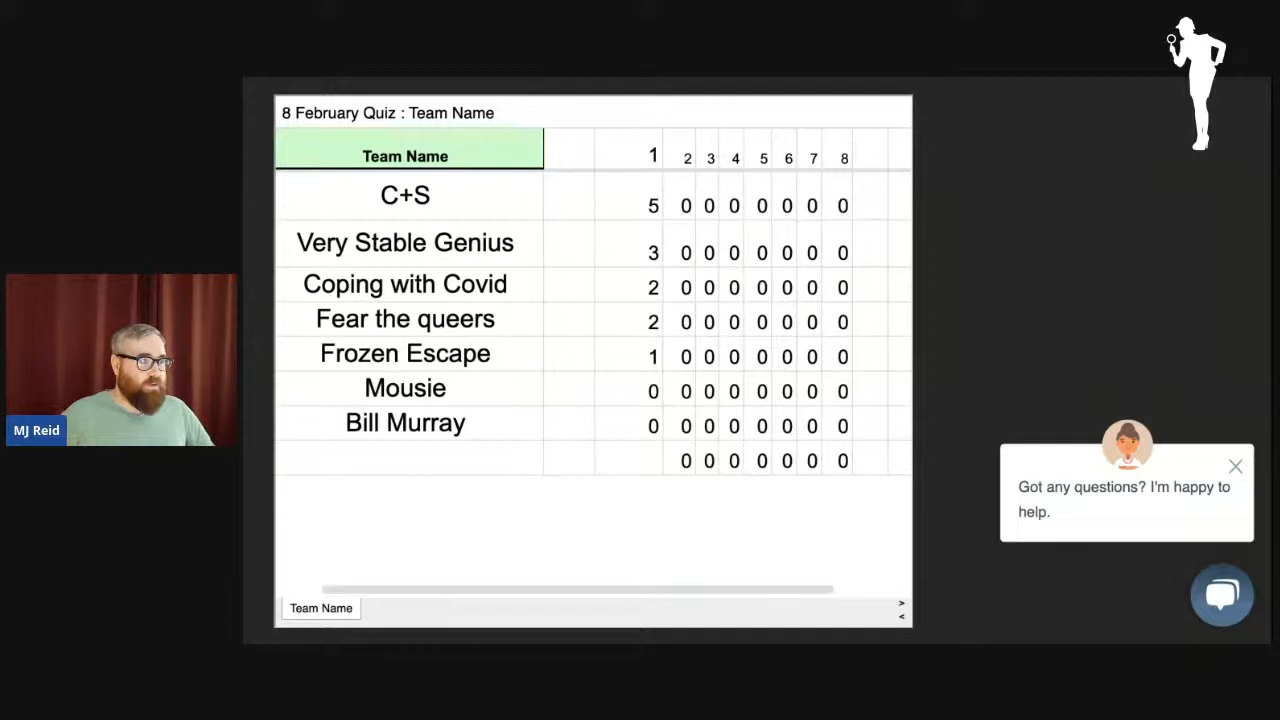 8 February Quiz : Team Name
Team Name 1 2 3 4 5 6 7 8
C+S 5 0 0 0 0 0 0 0
Very Stable Genius 3 0 0 0 0 0 0 0
Coping with Covid 2 0 0 0 0 0 0 0
Fear the queers 2 0 0 0 0 0 0 0
Frozen Escape 1 0 0 0 0 0 0 0
Mousie 0 0 0 0 0 0 0 0
Bill Murray 0 0 0 0 0 0 0 0
0 0 0 0 0 0 0
Team Name
>
<
MJ Reid
Got any questions? I'm happy to
help.